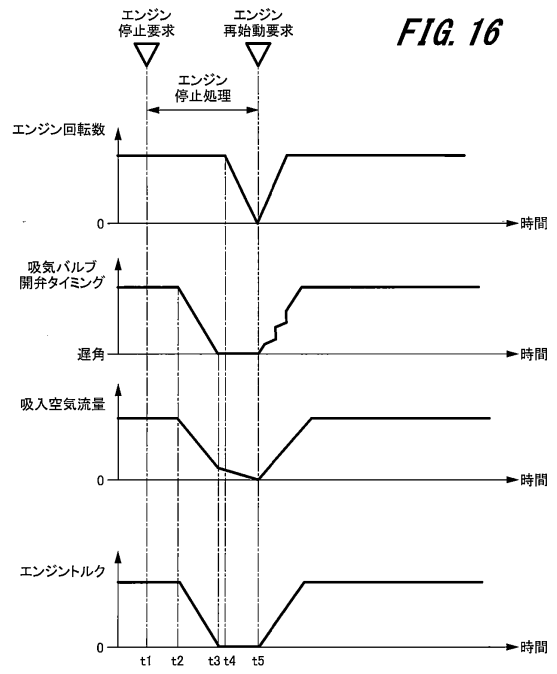 エンジン
停止要求
エンジン
再始動要求
FIG. 16
エンジン
停止処理
エンジン回転数
0
時間
吸気バルブ
開弁タイミング
遅角
時間
吸入空気流量
0
時間
エンジントルク
0
時間
t1 t2 t3 t4 t5